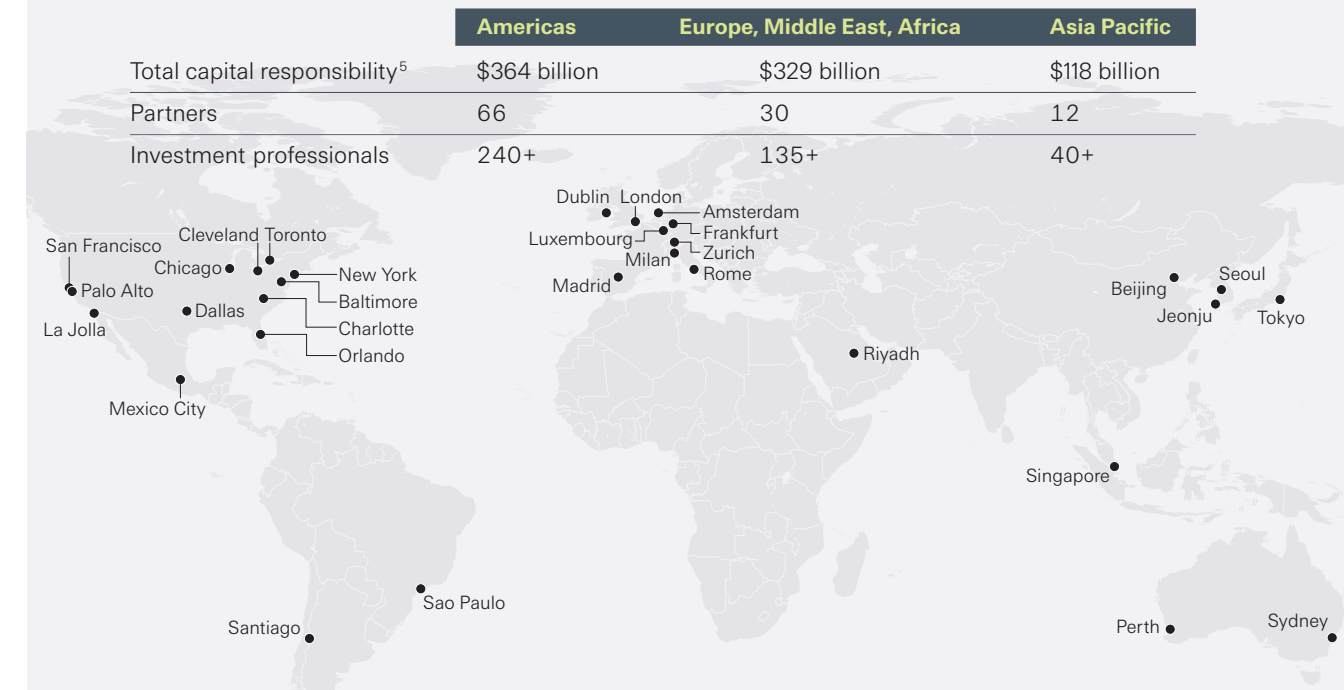 Americas Europe, Middle East, Africa Asia Pacific
Total capital responsibility5 $364 billion $329 billion $118 billion
Partners 66 30 12
Investment professionals 240+ 135+ 40+
Dublin London
Amsterdam
Frankfurt
Luxembourg
Zurich
Milan
Rome
Madrid
Cleveland Toronto
San Francisco
Chicago
New York
Palo Alto
Baltimore
Dallas
La Jolla
Charlotte
Orlando
Mexico City
Seoul
Beijing
Jeonju
Tokyo
Riyadh
Singapore
Sao Paulo
Santiago
Perth
Sydney